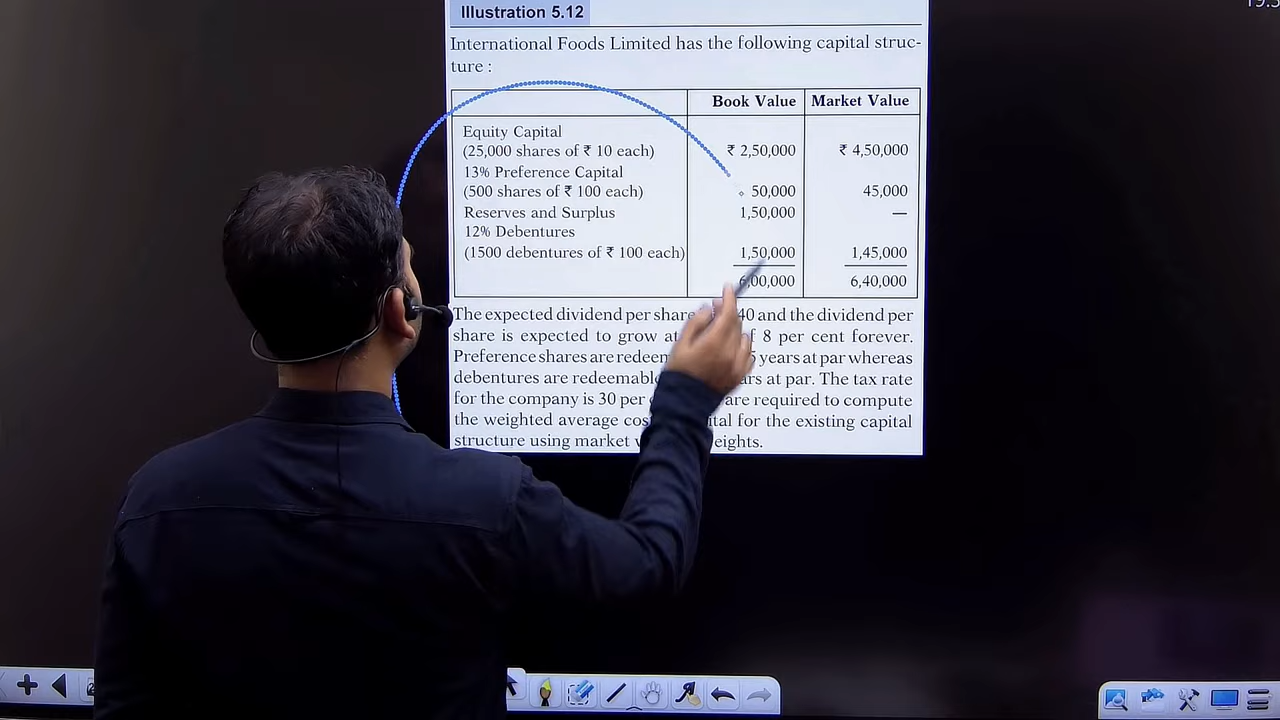 19:3
Illustration 5.12
International Foods Limited has the following capital struc-
ture :
Book Value Market Value
Equity Capital
(25,000 shares of ₹ 10 each) ₹ 2,50,000 ₹ 4,50,000
13% Preference Capital
(500 shares of ₹ 100 each) 50,000 45,000
Reserves and Surplus 1,50,000 —
12% Debentures
(1500 debentures of ₹ 100 each) 1,50,000 1,45,000
6,00,000 6,40,000
The expected dividend per share 40 and the dividend per
share is expected to grow at 8 per cent forever.
Preference shares are years at par whereas
debentures are redeemable at par. The tax rate
for the company is 30 per are required to compute
the weighted average for the existing capital
structure using market